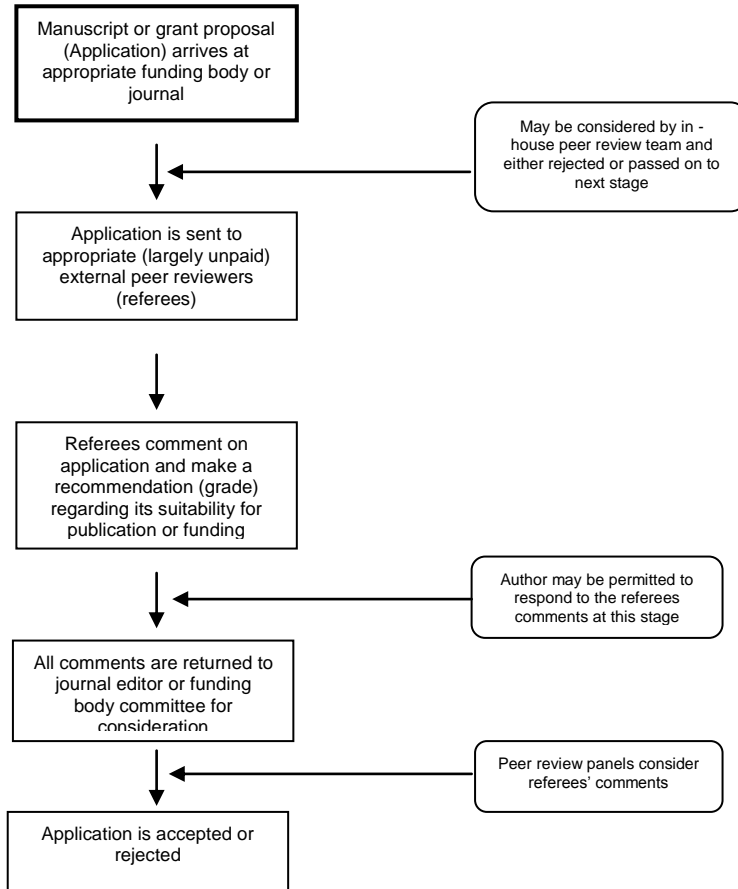 Manuscript or grant proposal
(Application) arrives at
appropriate funding body or
journal
May be considered by in -
house peer review team and
either rejected or passed on to
next stage
Application is sent to
appropriate (largely unpaid)
external peer reviewers
(referees)
Referees comment on
application and make a
recommendation (grade)
regarding its suitability for
publication or funding
Author may be permitted to
respond to the referees
comments at this stage
All comments are returned to
journal editor or funding
body committee for
consideration
Peer review panels consider
referees’ comments
Application is accepted or
rejected